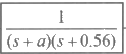 1
(s + a)(s + 0.56)